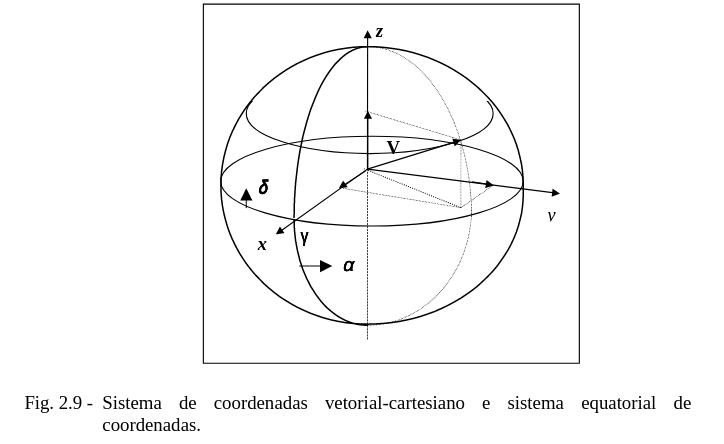 z
V
δ
v
γ
x
α
Fig. 2.9 - Sistema de coordenadas vetorial-cartesiano e sistema equatorial de
coordenadas.